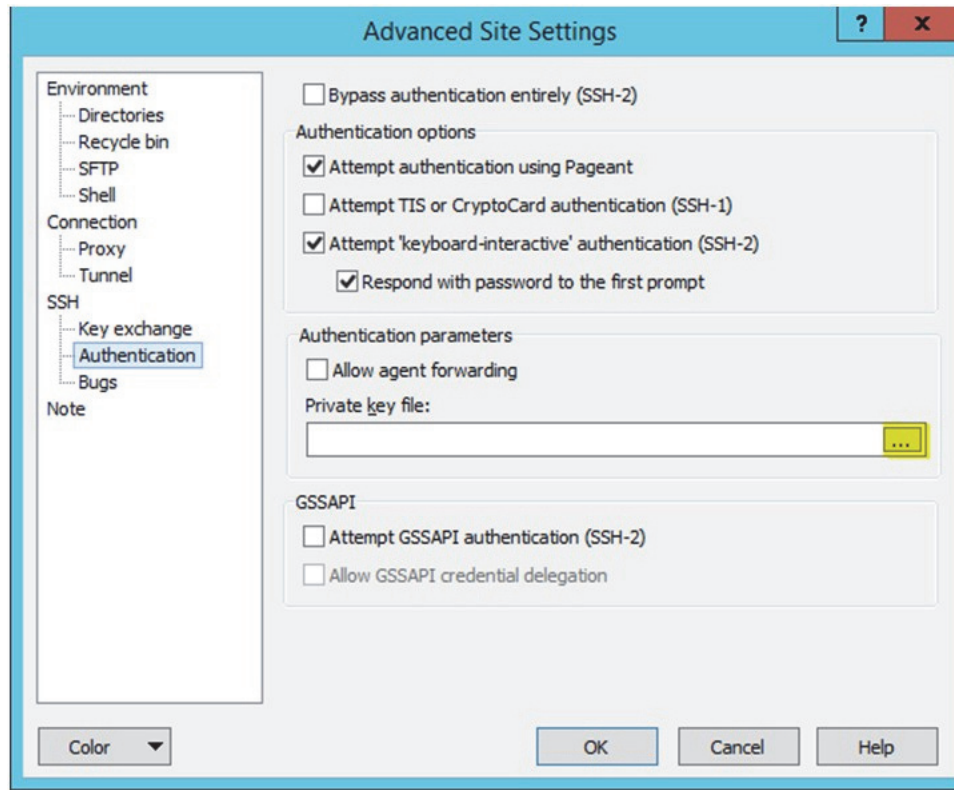 Advanced Site Settings
?
x
Environment
Directories
Recycle bin
SFTP
Shell
Connection
Proxy
Tunnel
SSH
Key exchange
Authentication
Bugs
Note
Bypass authentication entirely (SSH-2)
Authentication options
Attempt authentication using Pageant
Attempt TIS or CryptoCard authentication (SSH-1)
Attempt 'keyboard-interactive' authentication (SSH-2)
Respond with password to the first prompt
Authentication parameters
Allow agent forwarding
Private key file:
...
GSSAPI
Attempt GSSAPI authentication (SSH-2)
Allow GSSAPI credential delegation
Color
OK
Cancel
Help